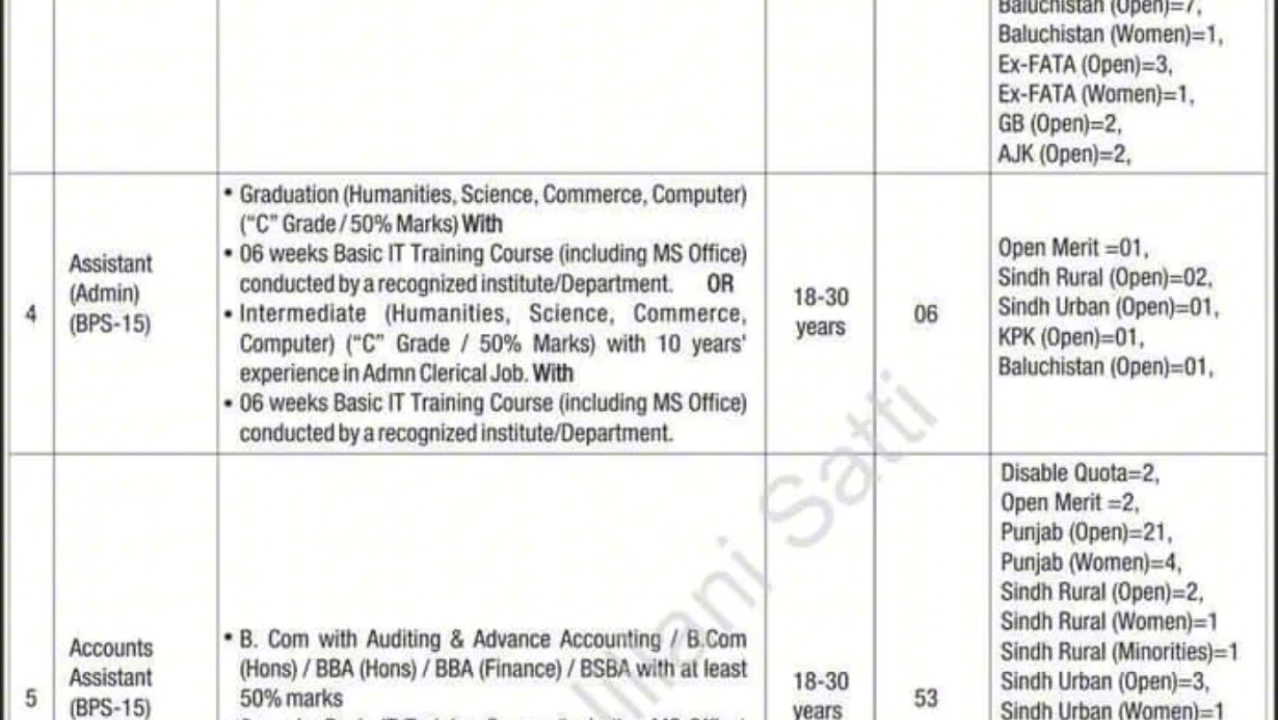 Baluchistan (Open)=7,
Baluchistan (Women)=1,
Ex-FATA (Open)=3,
Ex-FATA (Women)=1,
GB (Open)=2,
AJK (Open)=2,
4
Assistant
(Admin)
(BPS-15)
• Graduation (Humanities, Science, Commerce, Computer)
("C" Grade / 50% Marks) With
• 06 weeks Basic IT Training Course (including MS Office)
conducted by a recognized institute/Department. OR
• Intermediate (Humanities, Science, Commerce,
Computer) ("C" Grade / 50% Marks) with 10 years'
experience in Admn Clerical Job. With
• 06 weeks Basic IT Training Course (including MS Office)
conducted by a recognized institute/Department.
18-30
years
06
Open Merit =01,
Sindh Rural (Open)=02,
Sindh Urban (Open)=01,
KPK (Open)=01,
Baluchistan (Open)=01,
5
Accounts
Assistant
(BPS-15)
• B. Com with Auditing & Advance Accounting / B.Com
(Hons) / BBA (Hons) / BBA (Finance) / BSBA with at least
50% marks
18-30
years
53
Disable Quota=2,
Open Merit =2,
Punjab (Open)=21,
Punjab (Women)=4,
Sindh Rural (Open)=2,
Sindh Rural (Women)=1
Sindh Rural (Minorities)=1
Sindh Urban (Open)=3,
Sindh Urban (Women)=1
Satti